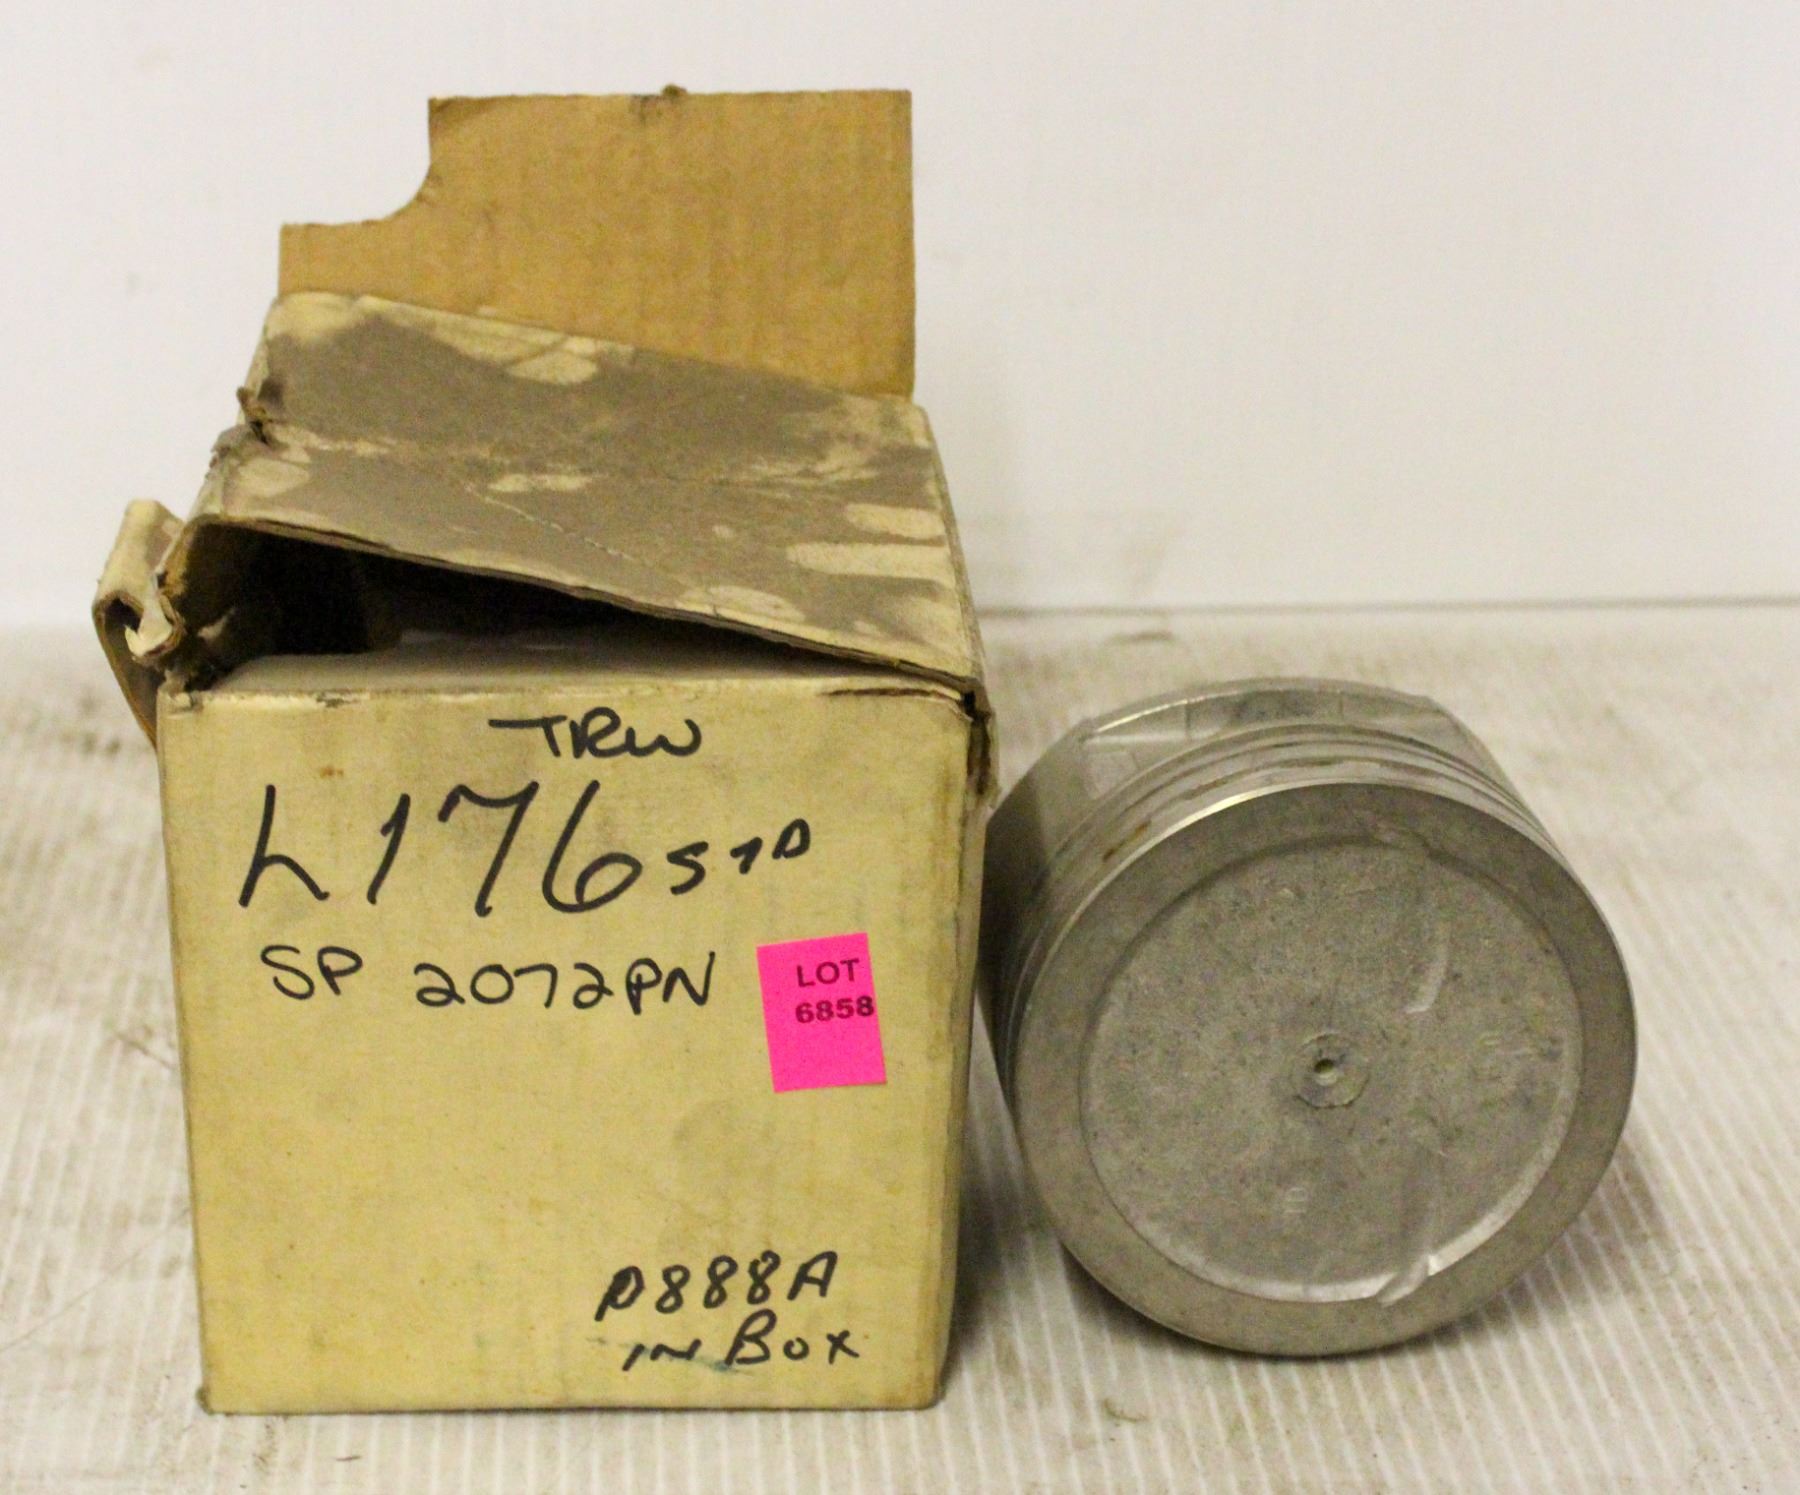 TRW
L176 STD
SP 2072PN
LOT
6858
P888A
IN BOX